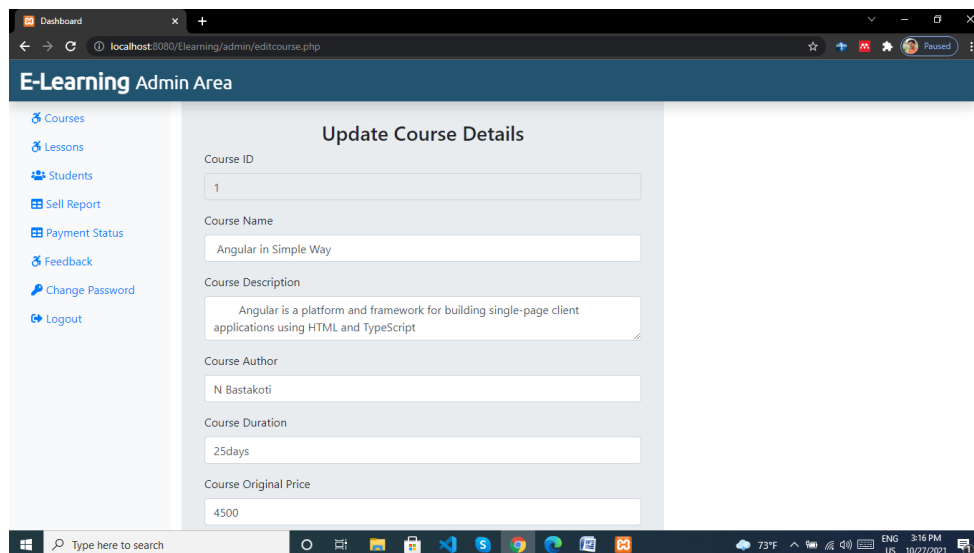 Dashboard
localhost:8080/Elearning/admin/editcourse.php
Paused
E-Learning Admin Area
Courses
Lessons
Students
Sell Report
Payment Status
Feedback
Change Password
Logout
Update Course Details
Course ID
1
Course Name
Angular in Simple Way
Course Description
Angular is a platform and framework for building single-page client
applications using HTML and TypeScript
Course Author
N Bastakoti
Course Duration
25days
Course Original Price
4500
Type here to search
73°F
ENG
US
3:16 PM
10/27/2021